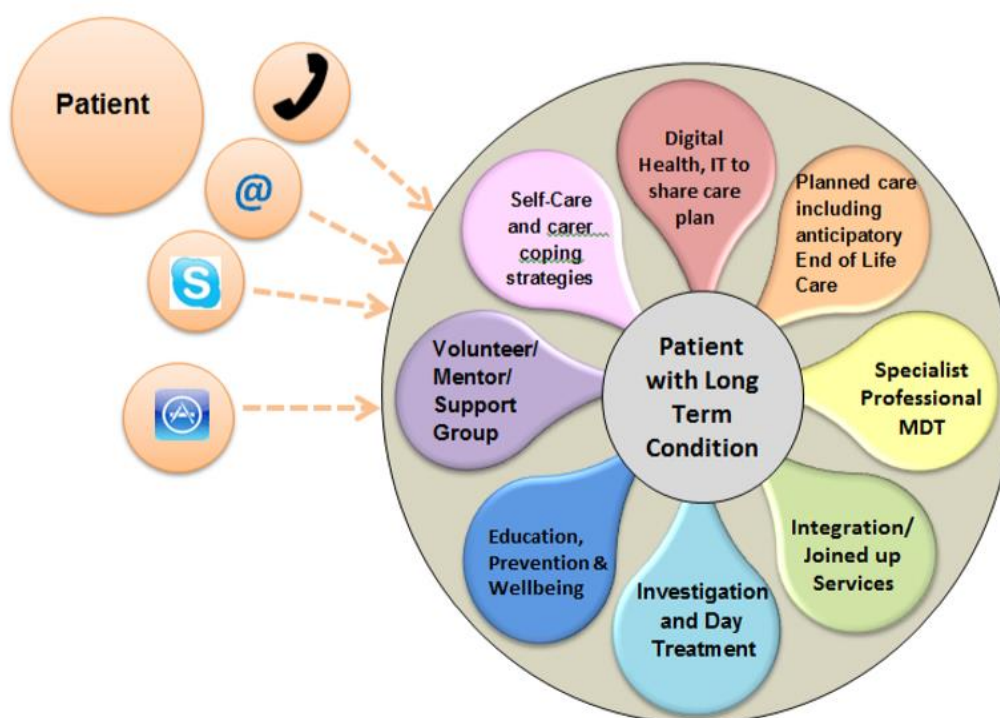 Patient
@
S
Digital
Health, IT to
share care
plan
Planned care
including
anticipatory
End of Life
Care
Specialist
Professional
MDT
Integration/
Joined up
Services
Investigation
and Day
Treatment
Education,
Prevention &
Wellbeing
Volunteer/
Mentor/
Support
Group
Self-Care
and carer
coping
strategies
Patient
with Long
Term
Condition